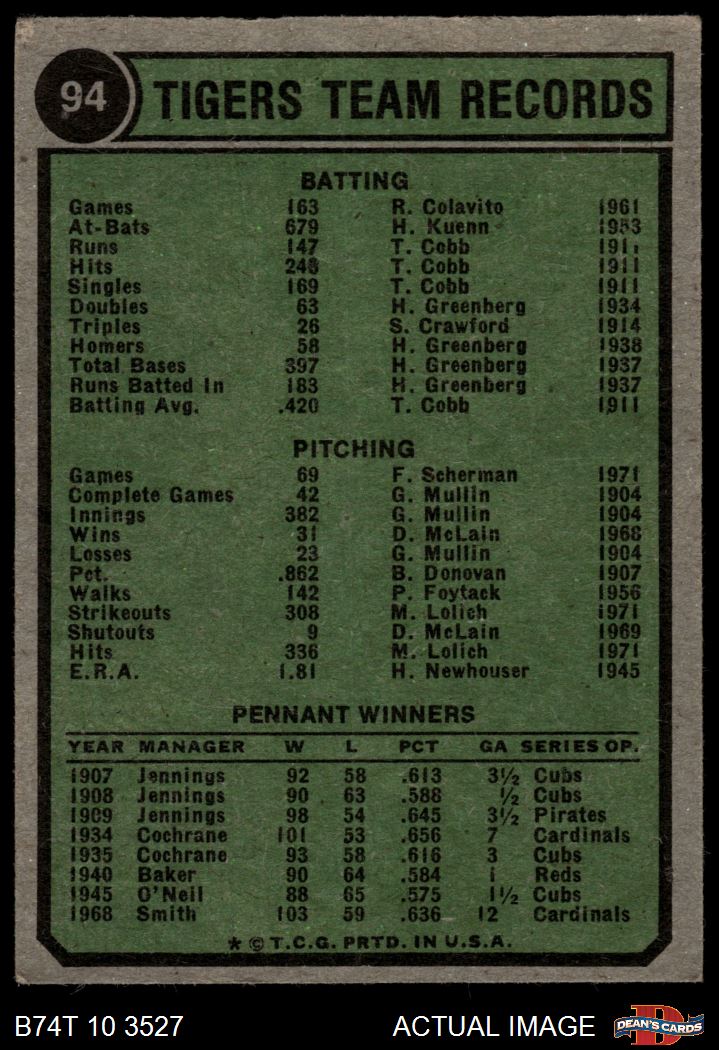 94 TIGERS TEAM RECORDS
BATTING
Games 163 R. Colavito 1961
At-Bats 679 H. Kuenn 1953
Runs 147 T. Cobb 1911
Hits 248 T. Cobb 1911
Singles 169 T. Cobb 1911
Doubles 63 H. Greenberg 1934
Triples 26 S. Crawford 1914
Homers 58 H. Greenberg 1938
Total Bases 397 H. Greenberg 1937
Runs Batted In 183 H. Greenberg 1937
Batting Avg. .420 T. Cobb 1911
PITCHING
Games 69 F. Scherman 1971
Complete Games 42 G. Mullin 1904
Innings 382 G. Mullin 1904
Wins 31 D. McLain 1968
Losses 23 G. Mullin 1904
Pct. .862 B. Donovan 1907
Walks 142 P. Foytack 1956
Strikeouts 308 M. Lolich 1971
Shutouts 9 D. McLain 1969
Hits 336 M. Lolich 1971
E.R.A. 1.81 H. Newhouser 1945
PENNANT WINNERS
YEAR MANAGER W L PCT GA SERIES OP.
1907 Jennings 92 58 .613 3½ Cubs
1908 Jennings 90 63 .588 ½ Cubs
1909 Jennings 98 54 .645 3½ Pirates
1934 Cochrane 101 53 .656 7 Cardinals
1935 Cochrane 93 58 .616 3 Cubs
1940 Baker 90 64 .584 1 Reds
1945 O'Neil 88 65 .575 1½ Cubs
1968 Smith 103 59 .636 12 Cardinals
★ © T.C.G. PRTD. IN U.S.A.
B74T 10 3527 ACTUAL IMAGE D DEAN'S CARDS